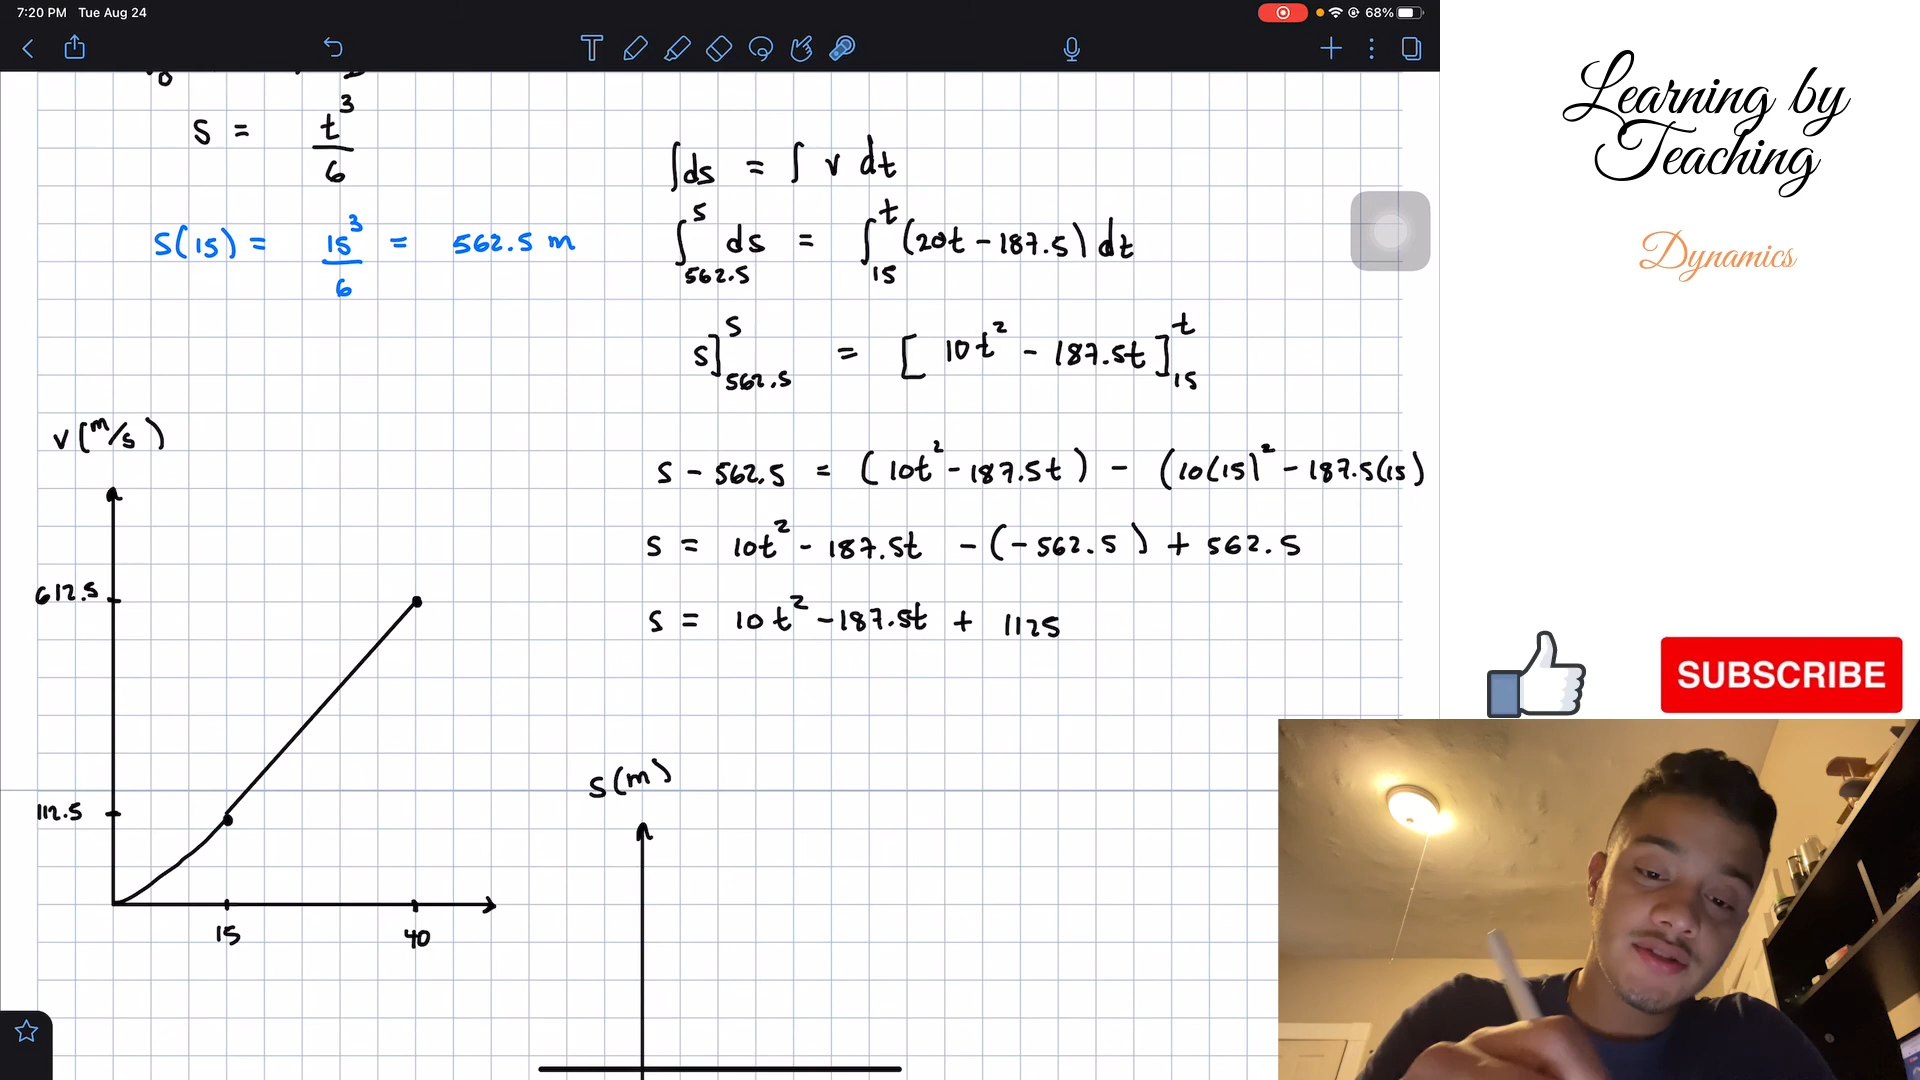 7:20 PM Tue Aug 24
68%
S = t³/6
S(15) = 15³/6 = 562.5 m
∫ds = ∫ v dt
∫_{562.5}^{s} ds = ∫_{15}^{t} (20t - 187.5) dt
s]_{562.5}^{s} = [10t² - 187.5t]_{15}^{t}
s - 562.5 = (10t² - 187.5t) - (10(15)² - 187.5(15)
s = 10t² - 187.5t - (-562.5) + 562.5
s = 10t² - 187.5t + 1125
v(m/s)
612.5
112.5
15
40
s(m)
Learning by
Teaching
Dynamics
SUBSCRIBE